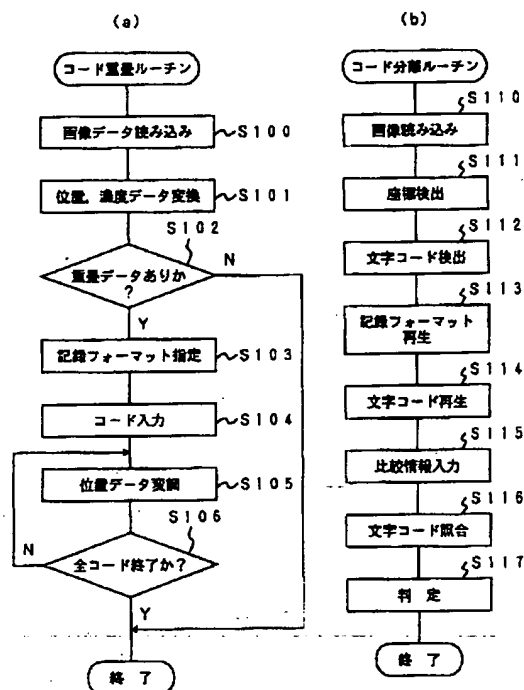 (a)
コード重畳ルーチン
画像データ読み込み
S100
位置,濃度データ変換
S101
S102
重畳データありか
?
N
Y
記録フォーマット指定
S103
コード入力
S104
位置データ変調
S105
S106
全コード終了か?
N
Y
終了
(b)
コード分離ルーチン
S110
画像読み込み
S111
座標検出
S112
文字コード検出
S113
記録フォーマット
再生
S114
文字コード再生
S115
比較情報入力
S116
文字コード照合
S117
判定
終了